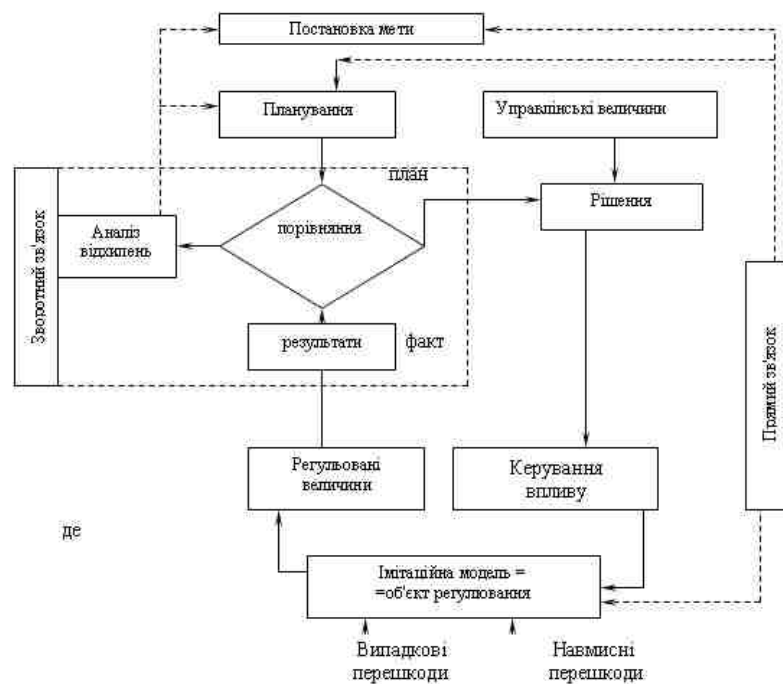 Постановка мети
Планування
Управлінські величини
план
Рішення
порівняння
Аналіз
відхилень
Зворотний зв'язок
результати
факт
Прямий зв'язок
Регульовані
величини
Керування
впливу
де
Імітаційна модель =
=об'єкт регулювання
Випадкові
перешкоди
Навмисні
перешкоди